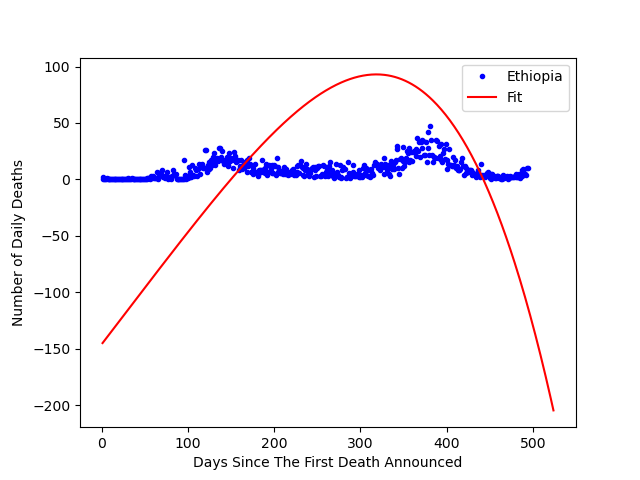 Ethiopia
Fit
100
50
0
−50
−100
−150
−200
Number of Daily Deaths
0 100 200 300 400 500
Days Since The First Death Announced